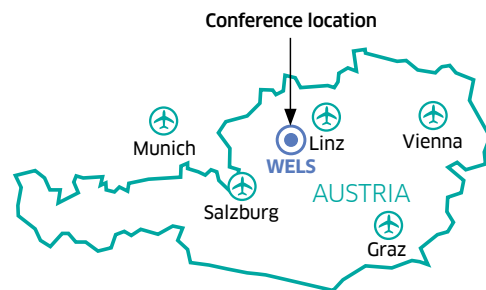 Conference location
Munich
Linz
Vienna
WELS
Salzburg
AUSTRIA
Graz